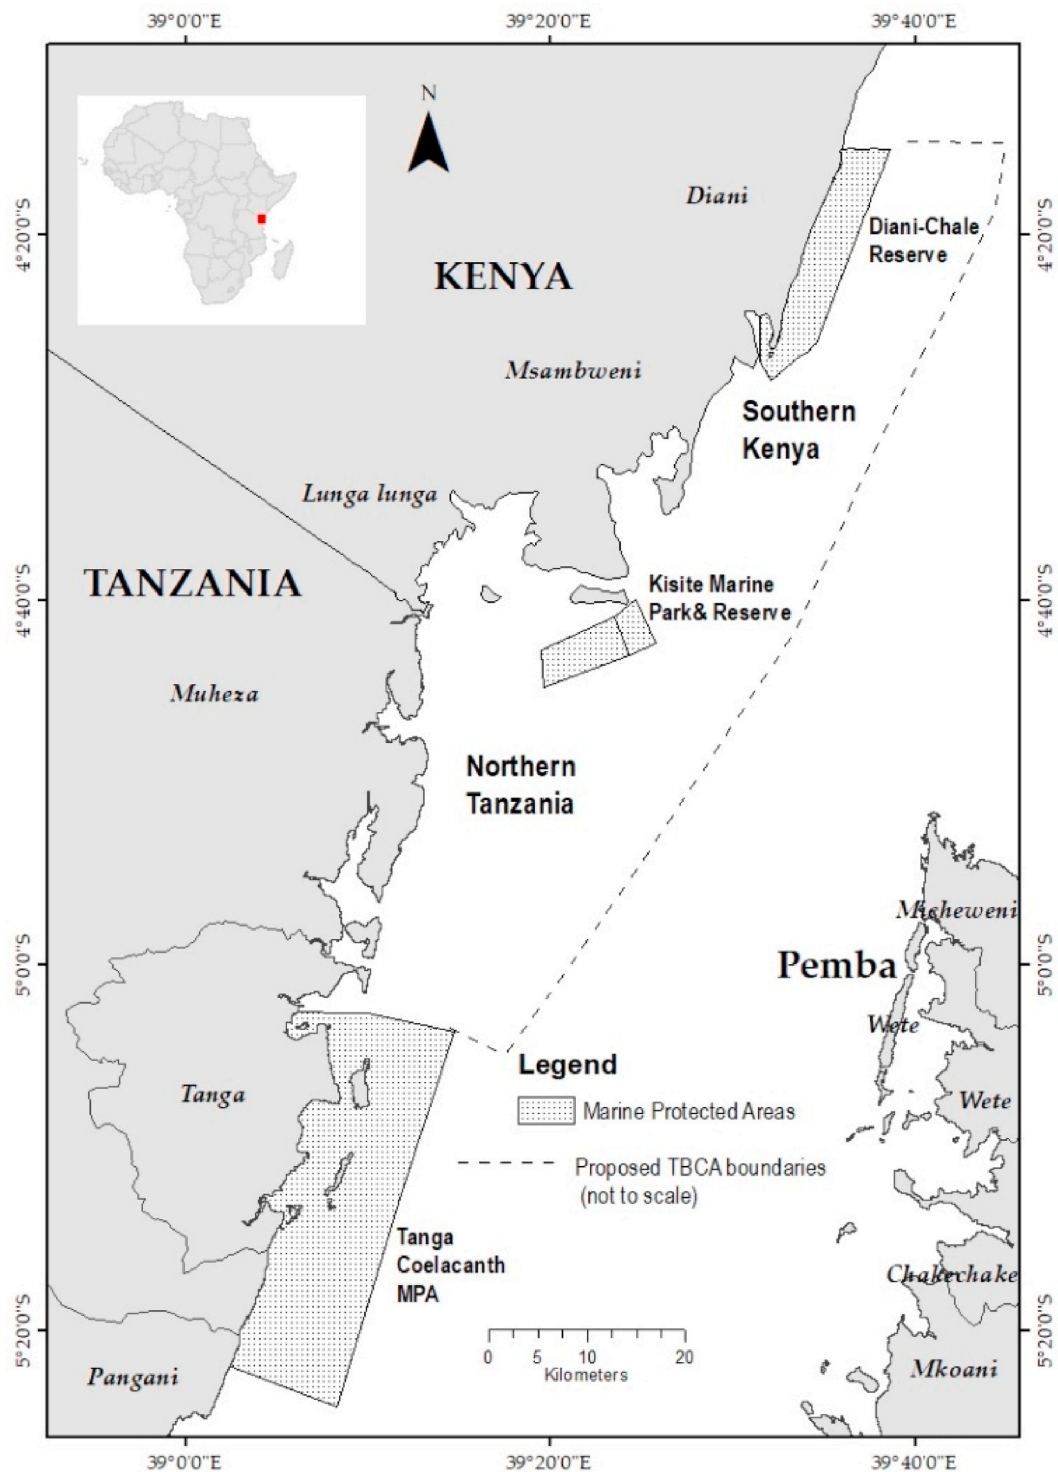 39°0'0"E
39°20'0"E
39°40'0"E
N
Diani
4°20'0"S
4°20'0"S
Diani-Chale
Reserve
KENYA
Msambweni
Southern
Kenya
Lunga lunga
TANZANIA
Kisite Marine
Park& Reserve
4°40'0"S
4°40'0"S
Muheza
Northern
Tanzania
Micheweni
Pemba
5°0'0"S
5°0'0"S
Wete
Legend
Tanga
Marine Protected Areas
Wete
Proposed TBCA boundaries
(not to scale)
Tanga
Coelacanth
MPA
Chakechake
5°20'0"S
5°20'0"S
0 5 10 20
Kilometers
Pangani
Mkoani
39°0'0"E
39°20'0"E
39°40'0"E